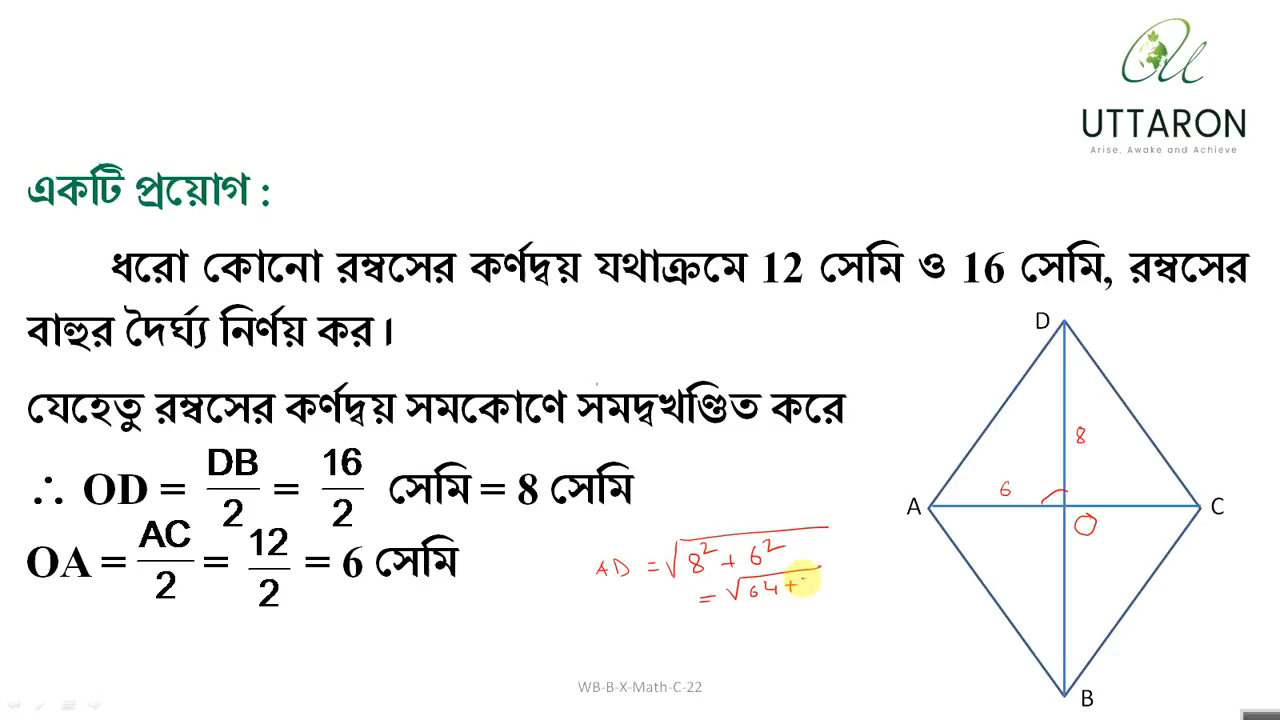 UTTARON
Arise, Awake and Achieve
একটি প্রয়োগ :
ধরো কোনো রম্বসের কর্ণদ্বয় যথাক্রমে 12 সেমি ও 16 সেমি, রম্বসের
বাহুর দৈর্ঘ্য নির্ণয় কর।
যেহেতু রম্বসের কর্ণদ্বয় সমকোণে সমদ্বখণ্ডিত করে
∴ OD = DB/2 = 16/2 সেমি = 8 সেমি
OA = AC/2 = 12/2 = 6 সেমি
AD = √8² + 6²
= √64 +
D
8
6
A
C
O
B
WB-B-X-Math-C-22